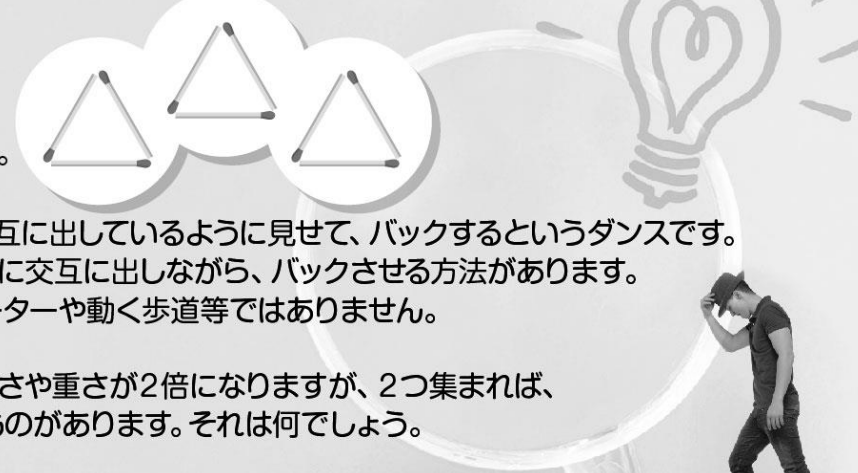 。
互に出しているように見せて、バックするというダンスです。
に交互に出しながら、バックさせる方法があります。
ーターや動く歩道等ではありません。
さや重さが2倍になりますが、2つ集まれば、
のがあります。それは何でしょう。